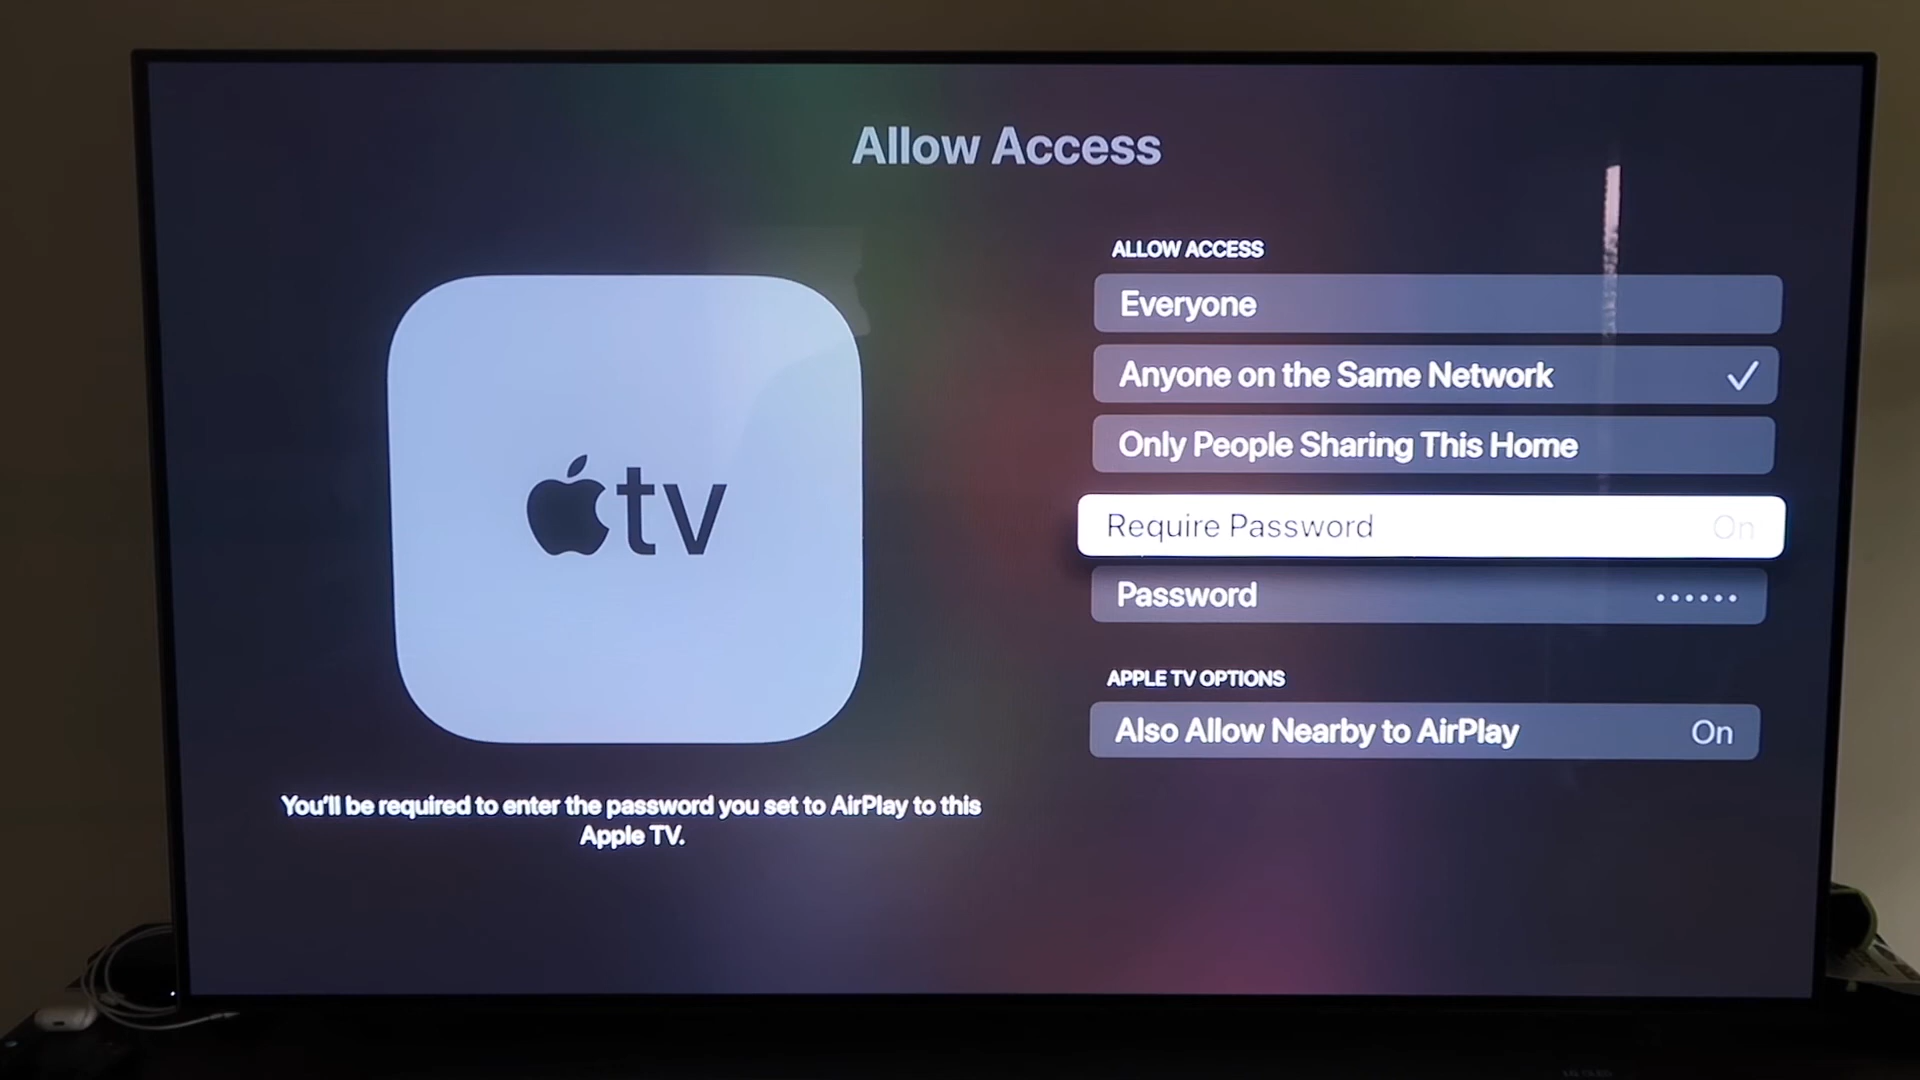 Allow Access
ALLOW ACCESS
Everyone
Anyone on the Same Network
Only People Sharing This Home
Require Password On
Password ••••••
APPLE TV OPTIONS
Also Allow Nearby to AirPlay On
tv
You'll be required to enter the password you set to AirPlay to this
Apple TV.